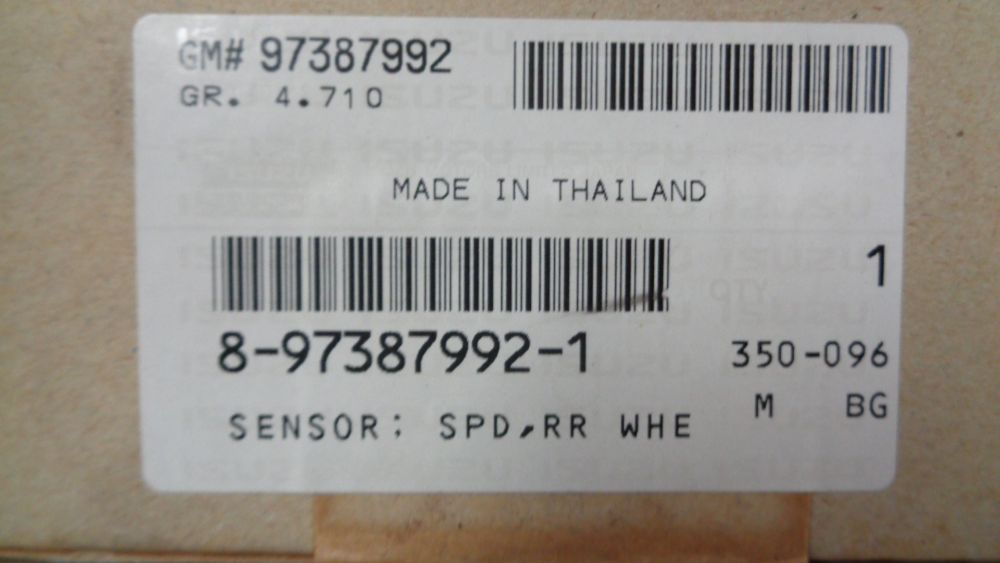 GM# 97387992
GR. 4.710
MADE IN THAILAND
1
8-97387992-1
350-096
M BG
SENSOR; SPD,RR WHE